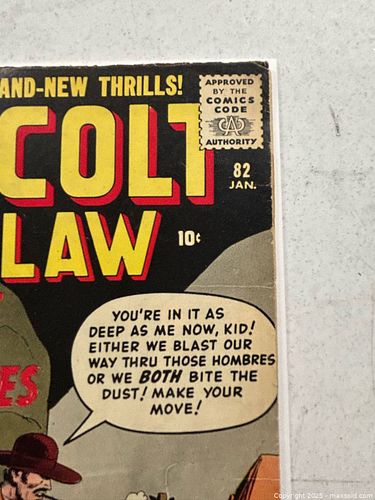 AND-NEW THRILLS!
APPROVED
BY THE
COMICS
CODE
CA
AUTHORITY
COLT
82
JAN.
LAW
10¢
YOU'RE IN IT AS
DEEP AS ME NOW, KID!
EITHER WE BLAST OUR
WAY THRU THOSE HOMBRES
OR WE BOTH BITE THE
DUST! MAKE YOUR
MOVE!
ES
Copyright 2025 - maxsold.com